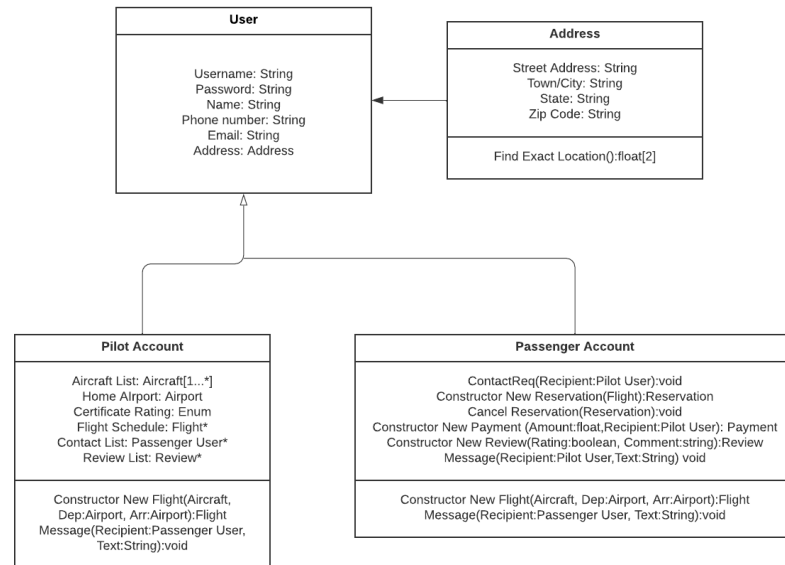 User
Username: String
Password: String
Name: String
Phone number: String
Email: String
Address: Address
Address
Street Address: String
Town/City: String
State: String
Zip Code: String
Find Exact Location():float[2]
Pilot Account
Aircraft List: Aircraft[1...*]
Home AIrport: Airport
Certificate Rating: Enum
Flight Schedule: Flight*
Contact List: Passenger User*
Review List: Review*
Constructor New Flight(Aircraft,
Dep:Airport, Arr:Airport):Flight
Message(Recipient:Passenger User,
Text:String):void
Passenger Account
ContactReq(Recipient:Pilot User):void
Constructor New Reservation(Flight):Reservation
Cancel Reservation(Reservation):void
Constructor New Payment (Amount:float,Recipient:Pilot User): Payment
Constructor New Review(Rating:boolean, Comment:string):Review
Message(Recipient:Pilot User,Text:String) void
Constructor New Flight(Aircraft, Dep:Airport, Arr:Airport):Flight
Message(Recipient:Passenger User, Text:String):void